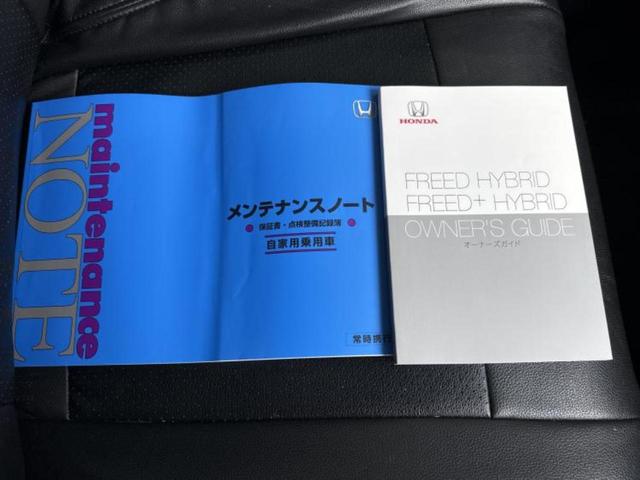 maintenance
NOTE
メンテナンスノート
保証書・点検整備記録簿
自家用乗用車
常時携行
HONDA
FREED HYBRID
FREED+ HYBRID
OWNER'S GUIDE
オーナーズガイド